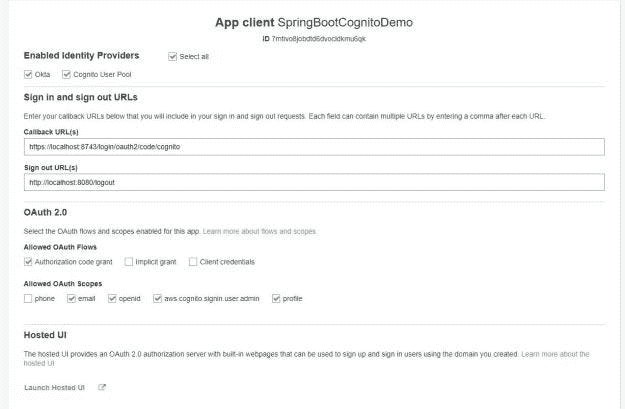 App client SpringBootCognitoDemo
ID 7mtivo8jobdtd6dvocldkmu6qk
Enabled Identity Providers Select all
Okta Cognito User Pool
Sign in and sign out URLs
Enter your callback URLs below that you will include in your sign in and sign out requests. Each field can contain multiple URLs by entering a comma after each URL.
Callback URL(s)
https://localhost:8743/login/oauth2/code/cognito
Sign out URL(s)
http://localhost:8080/logout
OAuth 2.0
Select the OAuth flows and scopes enabled for this app. Learn more about flows and scopes.
Allowed OAuth Flows
Authorization code grant Implicit grant Client credentials
Allowed OAuth Scopes
phone email openid aws.cognito.signin.user.admin profile
Hosted UI
The hosted UI provides an OAuth 2.0 authorization server with built-in webpages that can be used to sign up and sign in users using the domain you created. Learn more about the
hosted UI
Launch Hosted UI